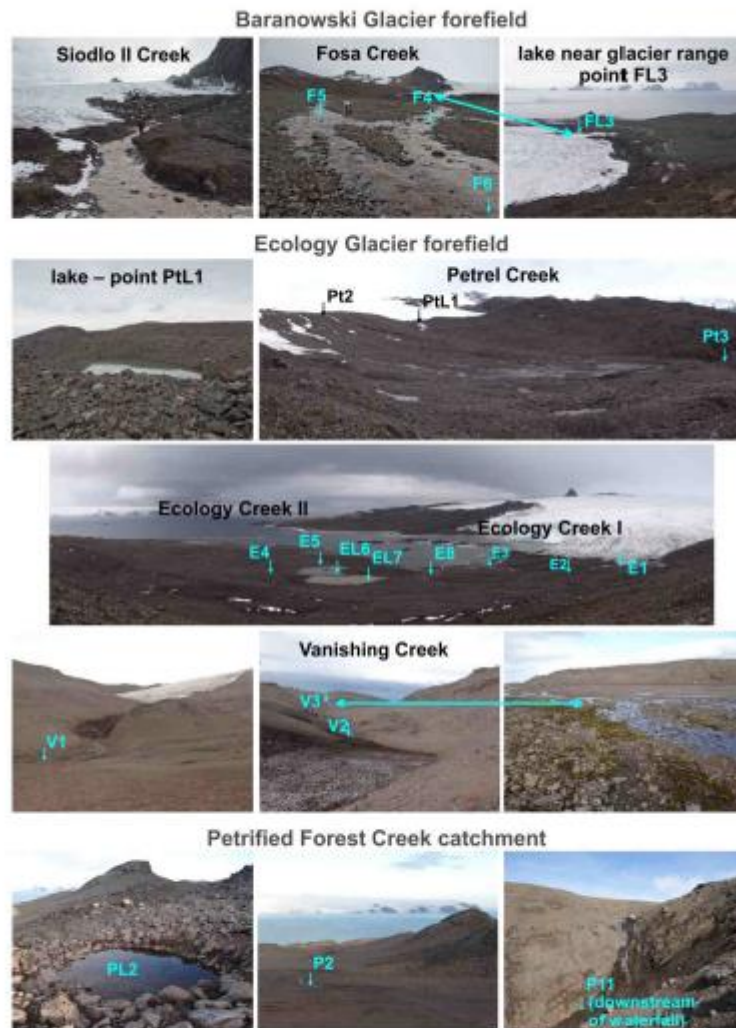 Baranowski Glacier forefield
Siodlo II Creek
Fosa Creek
lake near glacier range
point FL3
F5
F4
FL3
F6
Ecology Glacier forefield
lake – point PtL1
Petrel Creek
Pt2
PtL1
Pt3
Ecology Creek II
Ecology Creek I
E4
E5
EL6
EL7
E8
E3
E2
E1
Vanishing Creek
V3
V1
V2
Petrified Forest Creek catchment
PL2
P2
P11
(downstream
of waterfall)